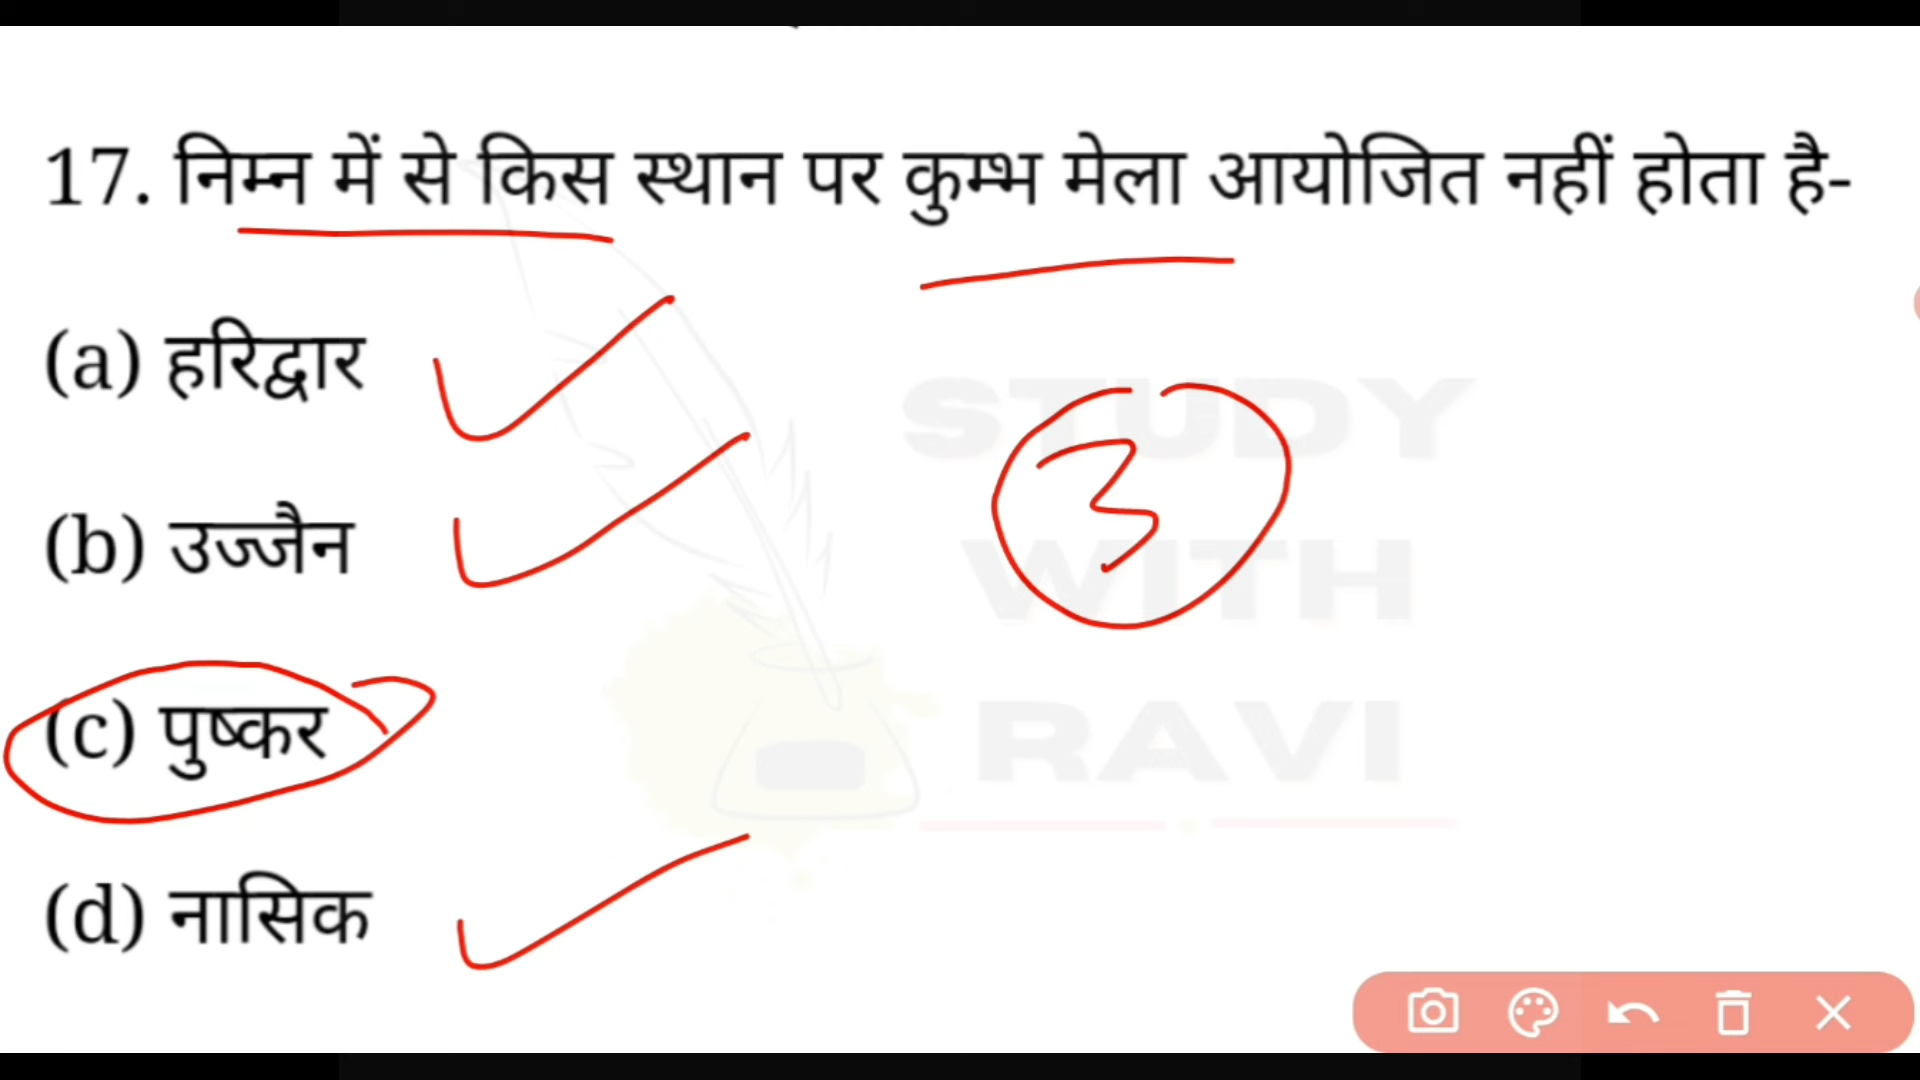 17. निम्न में से किस स्थान पर कुम्भ मेला आयोजित नहीं होता है-
(a) हरिद्वार
(b) उज्जैन
(c) पुष्कर
(d) नासिक
3
STUDY
WITH
RAVI